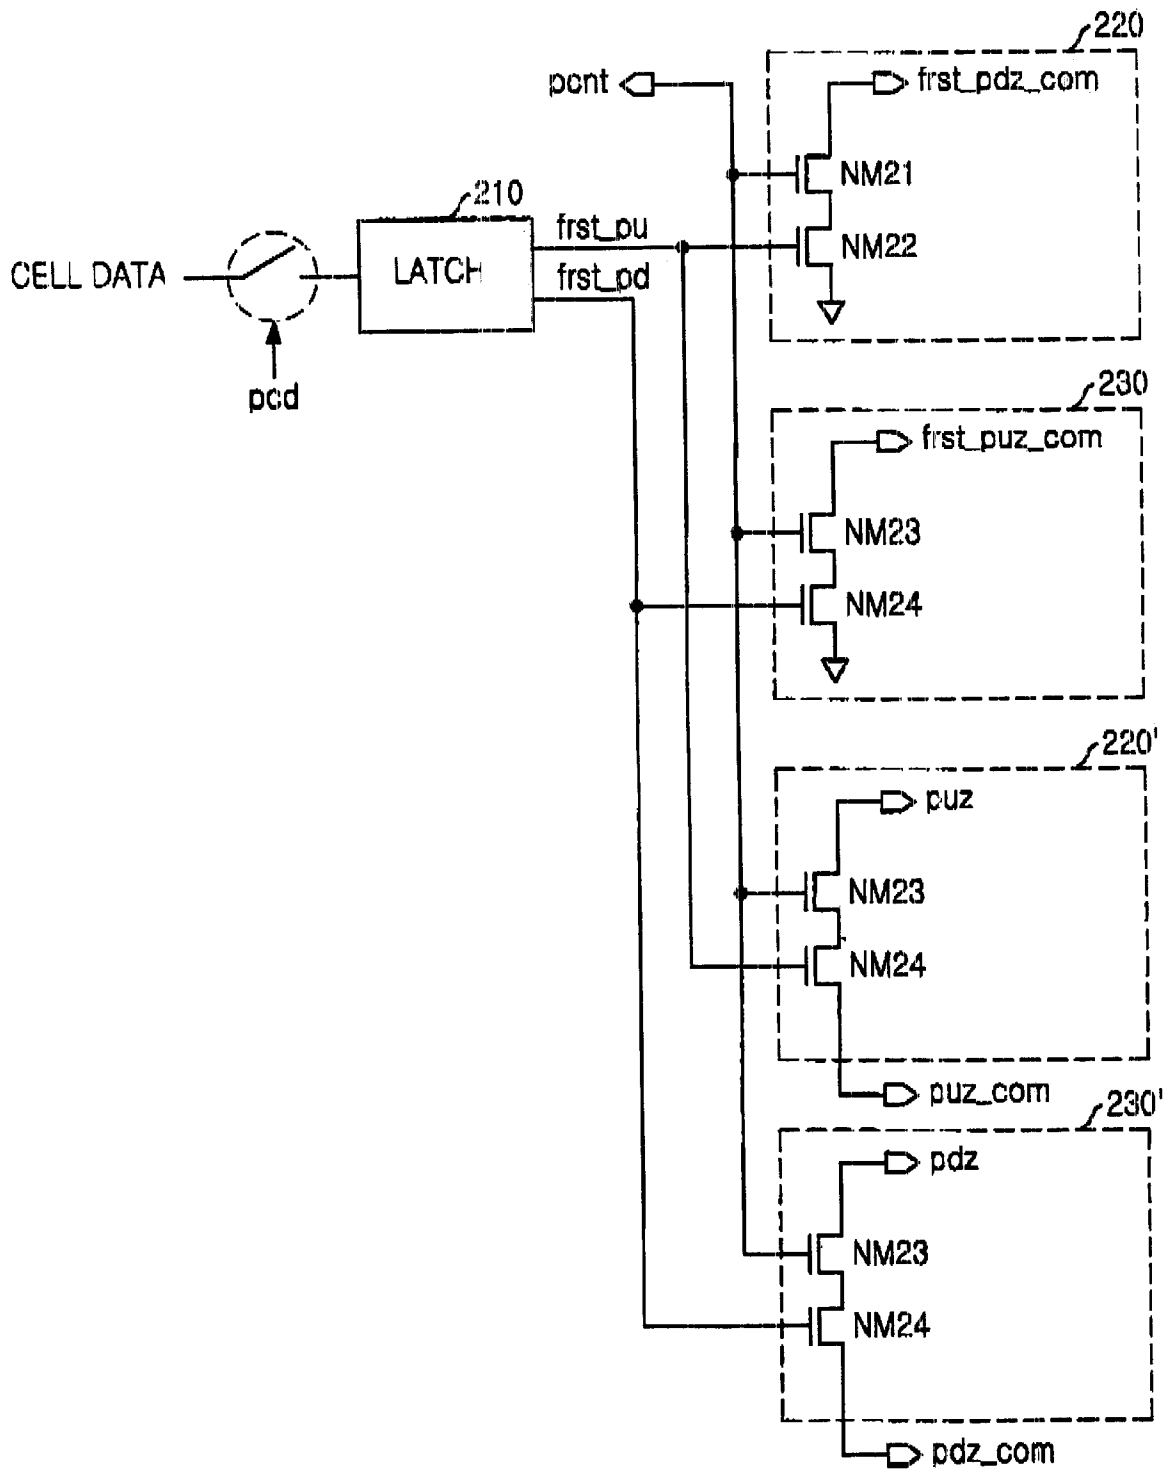 220
pcnt
frst_pdz_com
NM21
210
frst_pu
NM22
CELL DATA
LATCH
frst_pd
pcd
230
frst_puz_com
NM23
NM24
220'
puz
NM23
NM24
puz_com
230'
pdz
NM23
NM24
pdz_com